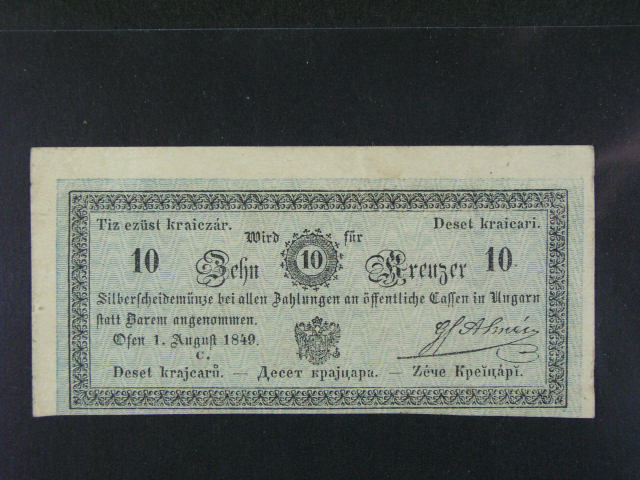 Tiz ezüst kraiczár. Deset kraicari.
Wird für
10 Zehn 10 Kreuzer 10.
Silberscheidemünze bei allen Zahlungen an öffentliche Cassen in Ungarn
statt Barem angenommen.
Ofen 1. August 1849.
C.
Deset krajcarů. — Десет крајцара. — Zéче Креĭцарĭ.